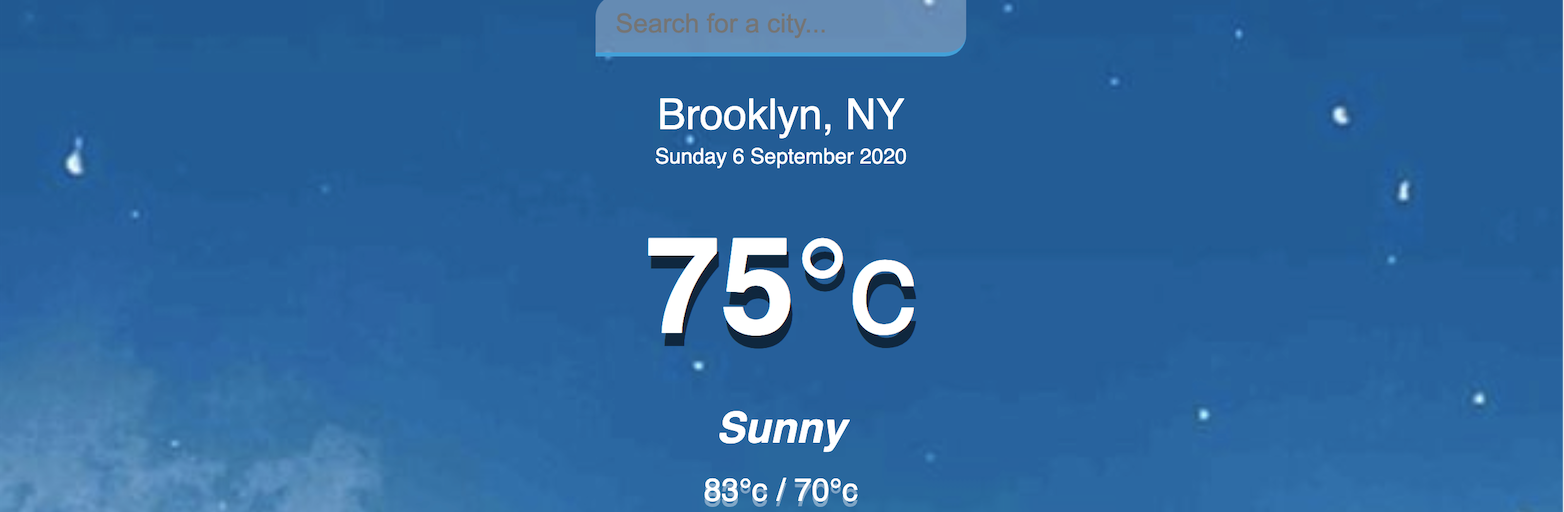 Search for a city...
Brooklyn, NY
Sunday 6 September 2020
75°c
Sunny
83°c / 70°c